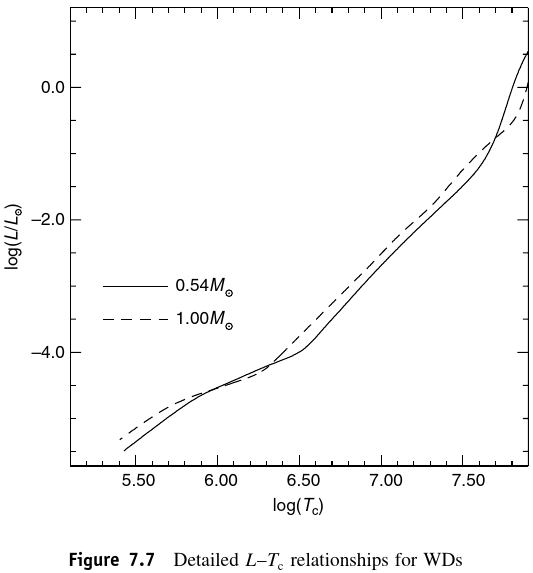 0.0
−2.0
−4.0
log(L/L⊙)
0.54M⊙
1.00M⊙
5.50 6.00 6.50 7.00 7.50
log(Tc)
Figure 7.7 Detailed L–Tc relationships for WDs